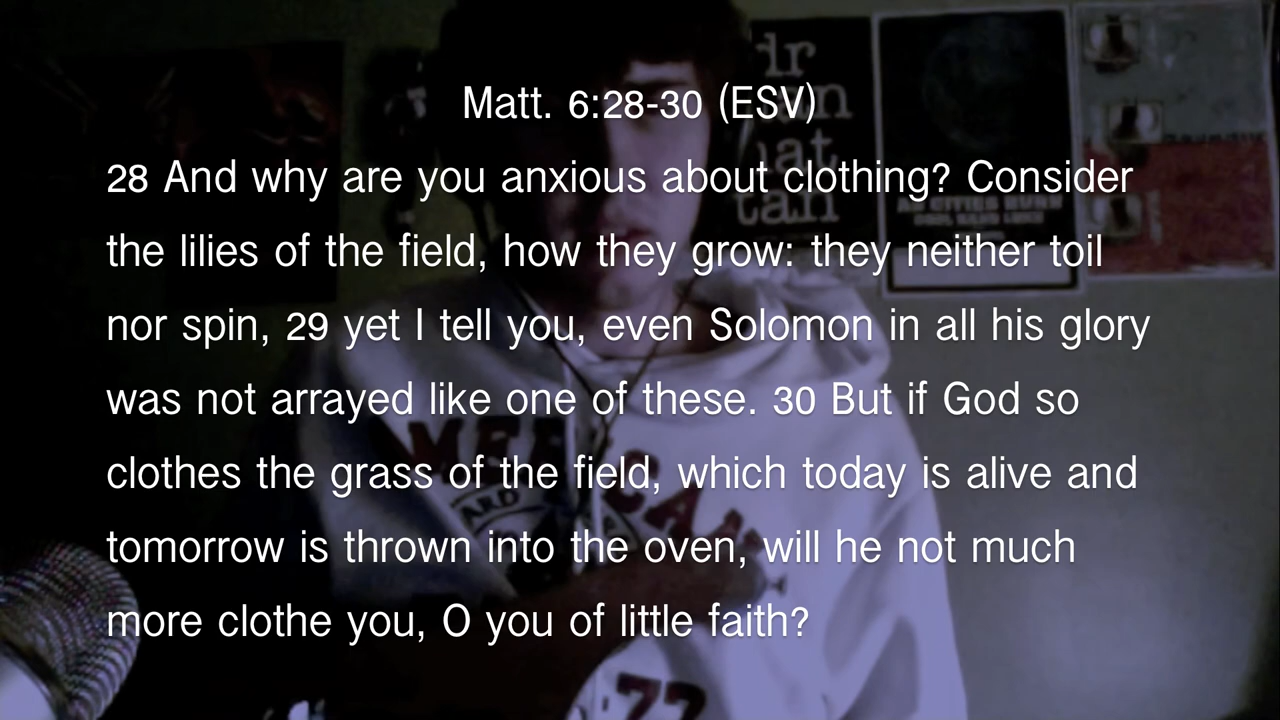 Matt. 6:28-30 (ESV)
28 And why are you anxious about clothing? Consider
the lilies of the field, how they grow: they neither toil
nor spin, 29 yet I tell you, even Solomon in all his glory
was not arrayed like one of these. 30 But if God so
clothes the grass of the field, which today is alive and
tomorrow is thrown into the oven, will he not much
more clothe you, O you of little faith?
AS CITIES BURN
77